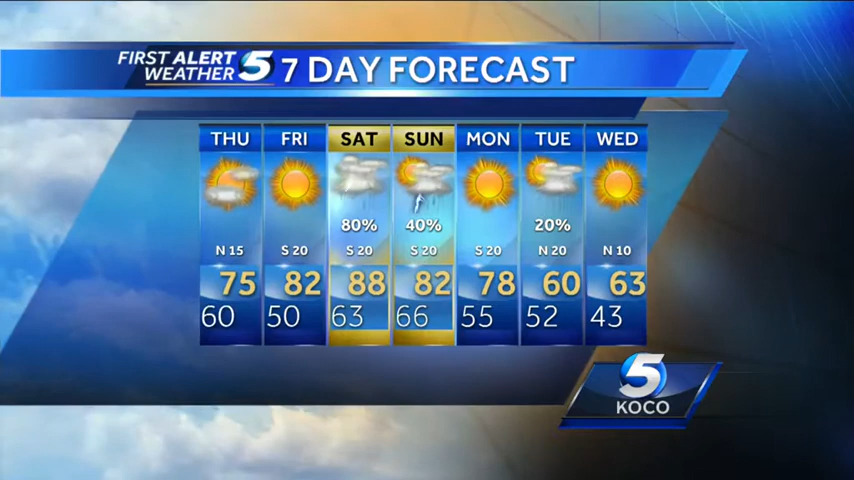 FIRST ALERT
WEATHER 5 7 DAY FORECAST
THU FRI SAT SUN MON TUE WED
80% 40% 20%
N 15 S 20 S 20 S 20 S 20 N 20 N 10
75 82 88 82 78 60 63
60 50 63 66 55 52 43
5
KOCO